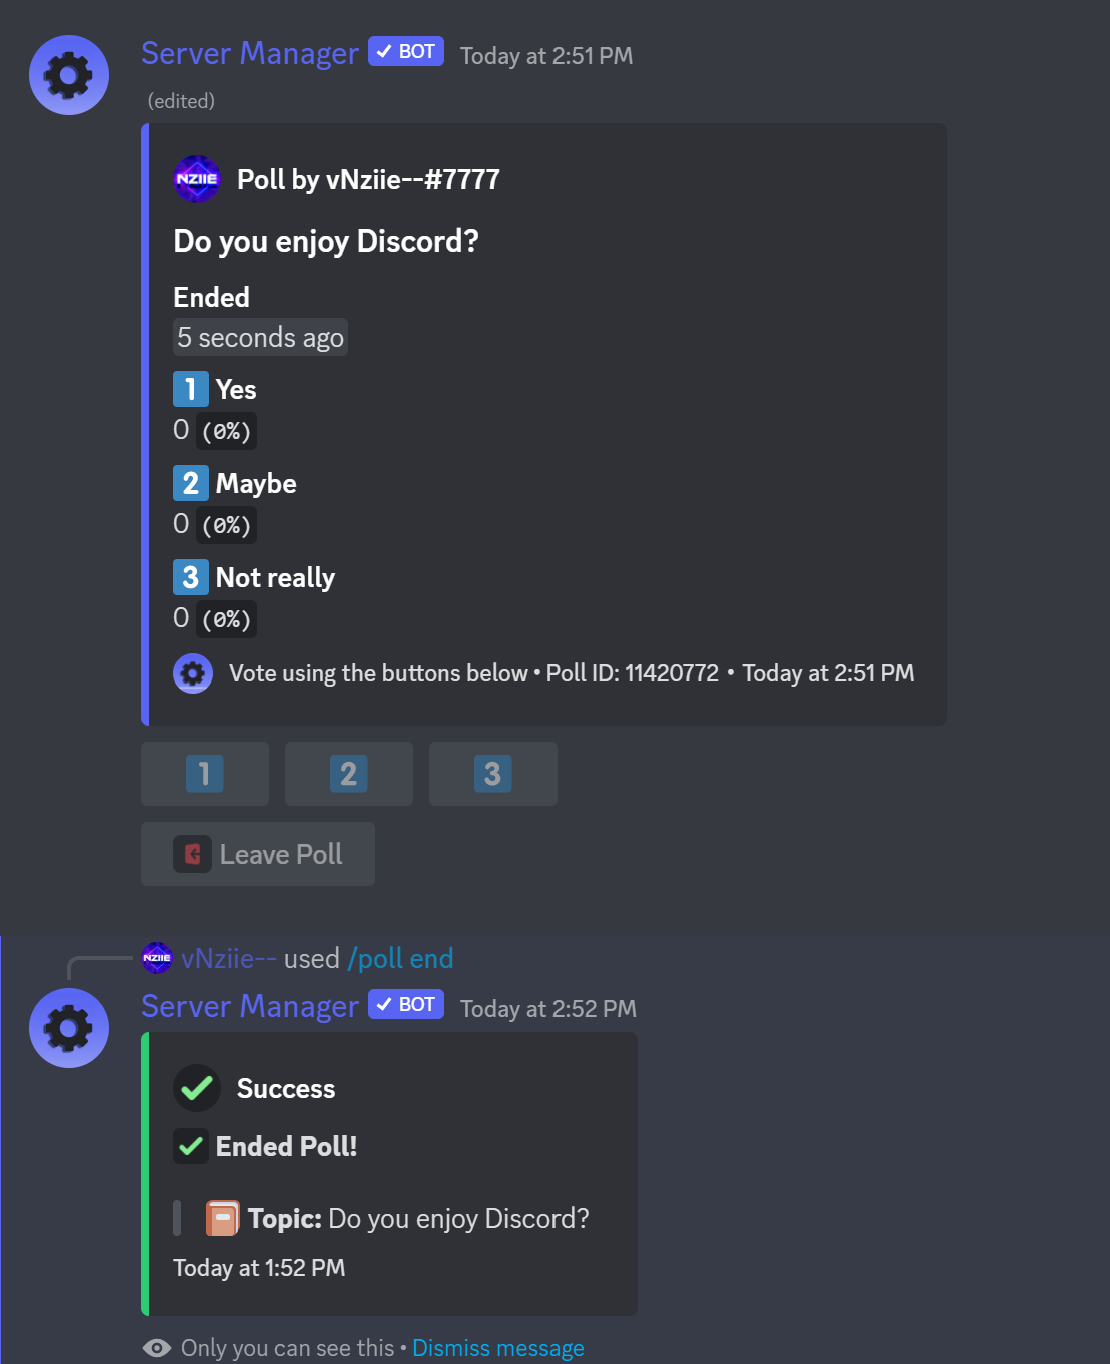 Server Manager ✓ BOT Today at 2:51 PM
(edited)
NZIIE Poll by vNziie--#7777
Do you enjoy Discord?
Ended
5 seconds ago
1 Yes
0 (0%)
2 Maybe
0 (0%)
3 Not really
0 (0%)
Vote using the buttons below • Poll ID: 11420772 • Today at 2:51 PM
1 2 3
Leave Poll
NZIIE vNziie-- used /poll end
Server Manager ✓ BOT Today at 2:52 PM
Success
Ended Poll!
Topic: Do you enjoy Discord?
Today at 1:52 PM
Only you can see this • Dismiss message